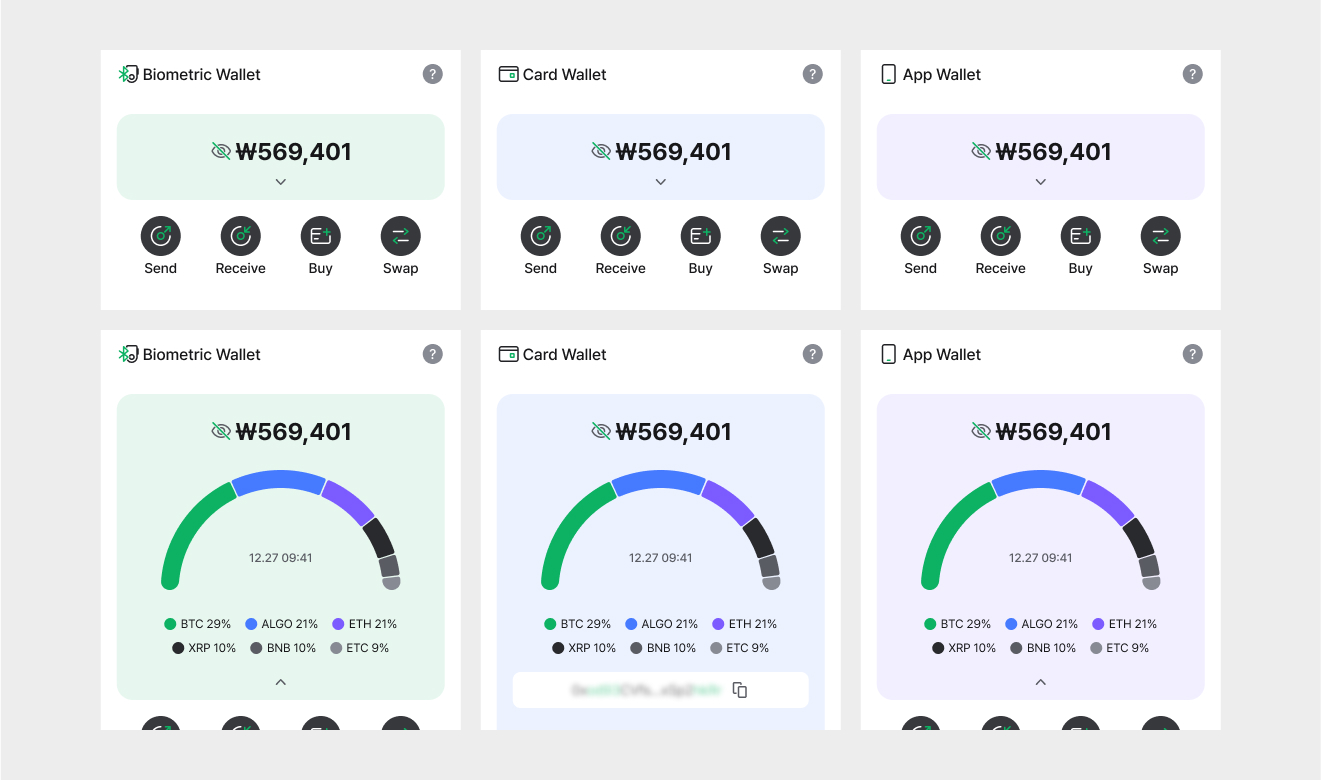 Biometric Wallet ?
₩569,401
Send Receive Buy Swap
Card Wallet ?
₩569,401
Send Receive Buy Swap
App Wallet ?
₩569,401
Send Receive Buy Swap
Biometric Wallet ?
₩569,401
12.27 09:41
BTC 29% ALGO 21% ETH 21%
XRP 10% BNB 10% ETC 9%
Card Wallet ?
₩569,401
12.27 09:41
BTC 29% ALGO 21% ETH 21%
XRP 10% BNB 10% ETC 9%
App Wallet ?
₩569,401
12.27 09:41
BTC 29% ALGO 21% ETH 21%
XRP 10% BNB 10% ETC 9%